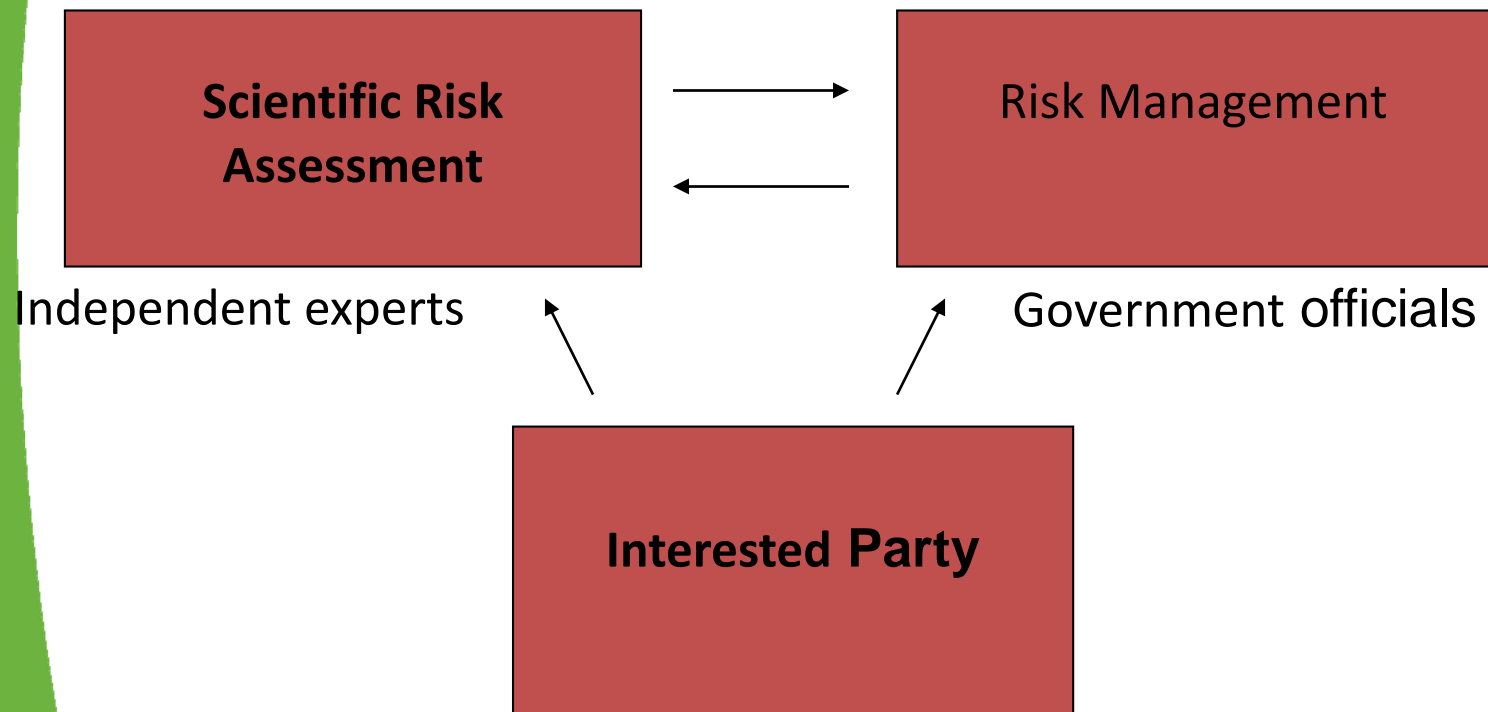 Scientific Risk
Assessment
Risk Management
Independent experts
Government officials
Interested Party